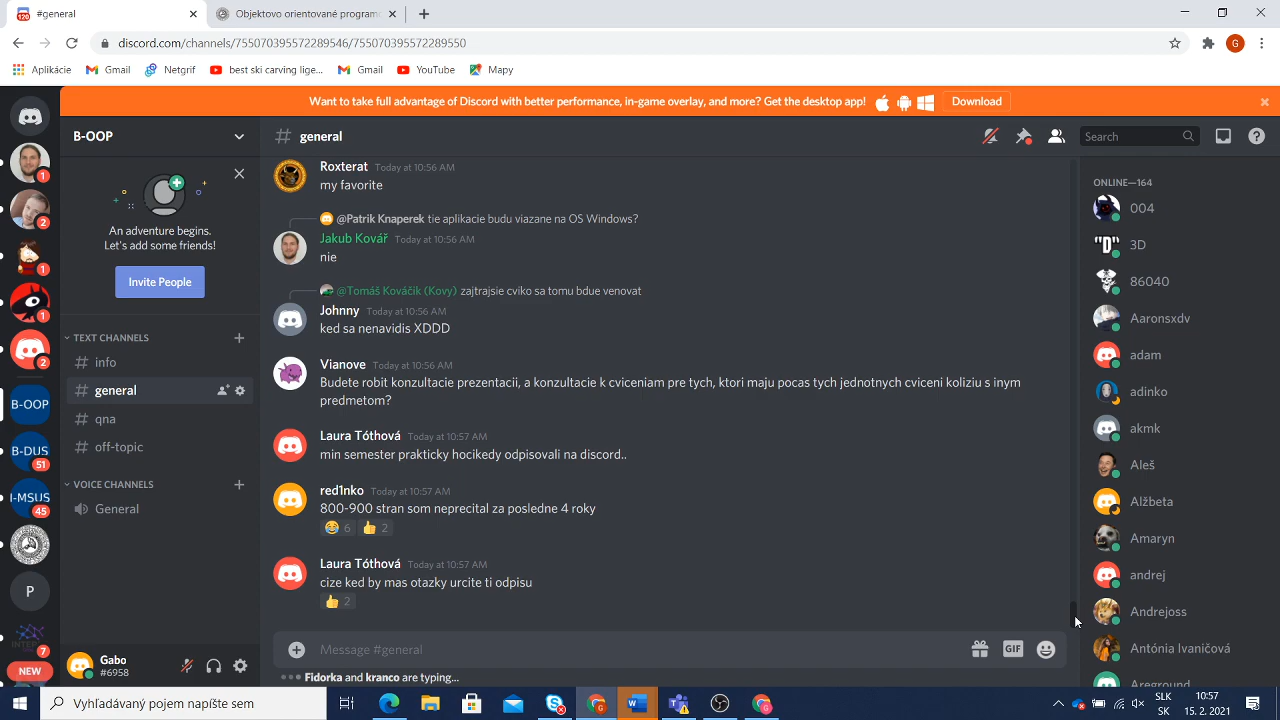 #general
Objektovo orientované program
discord.com/channels/755070395572289546/755070395572289550
G
Aplikácie
Gmail
Netgrif
best ski carving lige...
Gmail
YouTube
Mapy
Want to take full advantage of Discord with better performance, in-game overlay, and more? Get the desktop app!
Download
B-OOP
general
Search
An adventure begins.
Let's add some friends!
Invite People
TEXT CHANNELS
info
general
qna
off-topic
VOICE CHANNELS
General
1
2
1
1
2
B-OOP
B-DUS
51
I-MSUS
45
P
7
NEW
Gabo
#6958
Roxterat Today at 10:56 AM
my favorite
@Patrik Knaperek tie aplikacie budu viazane na OS Windows?
Jakub Kovář Today at 10:56 AM
nie
@Tomáš Kováčik (Kovy) zajtrajsie cviko sa tomu bdue venovat
Johnny Today at 10:56 AM
ked sa nenavidis XDDD
Vianove Today at 10:56 AM
Budete robit konzultacie prezentacii, a konzultacie k cviceniam pre tych, ktori maju pocas tych jednotnych cviceni koliziu s inym
predmetom?
Laura Tóthová Today at 10:57 AM
min semester prakticky hocikedy odpisovali na discord..
red1nko Today at 10:57 AM
800-900 stran som neprecital za posledne 4 roky
6 2
Laura Tóthová Today at 10:57 AM
cize ked by mas otazky urcite ti odpisu
2
Message #general
GIF
Fidorka and kranco are typing...
ONLINE—164
004
"D"
3D
86040
Aaronsxdv
adam
adinko
akmk
Aleš
Alžbeta
Amaryn
andrej
Andrejoss
Antónia Ivaničová
Vyhľadávaný pojem napíšte sem
SLK
SK
10:57
15. 2. 2021